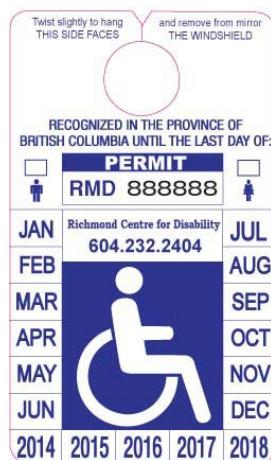 Twist slightly to hang and remove from mirror
THIS SIDE FACES THE WINDSHIELD
RECOGNIZED IN THE PROVINCE OF
BRITISH COLUMBIA UNTIL THE LAST DAY OF:
PERMIT
RMD 888888
Richmond Centre for Disability
604.232.2404
JAN JUL
FEB AUG
MAR SEP
APR OCT
MAY NOV
JUN DEC
2014 2015 2016 2017 2018